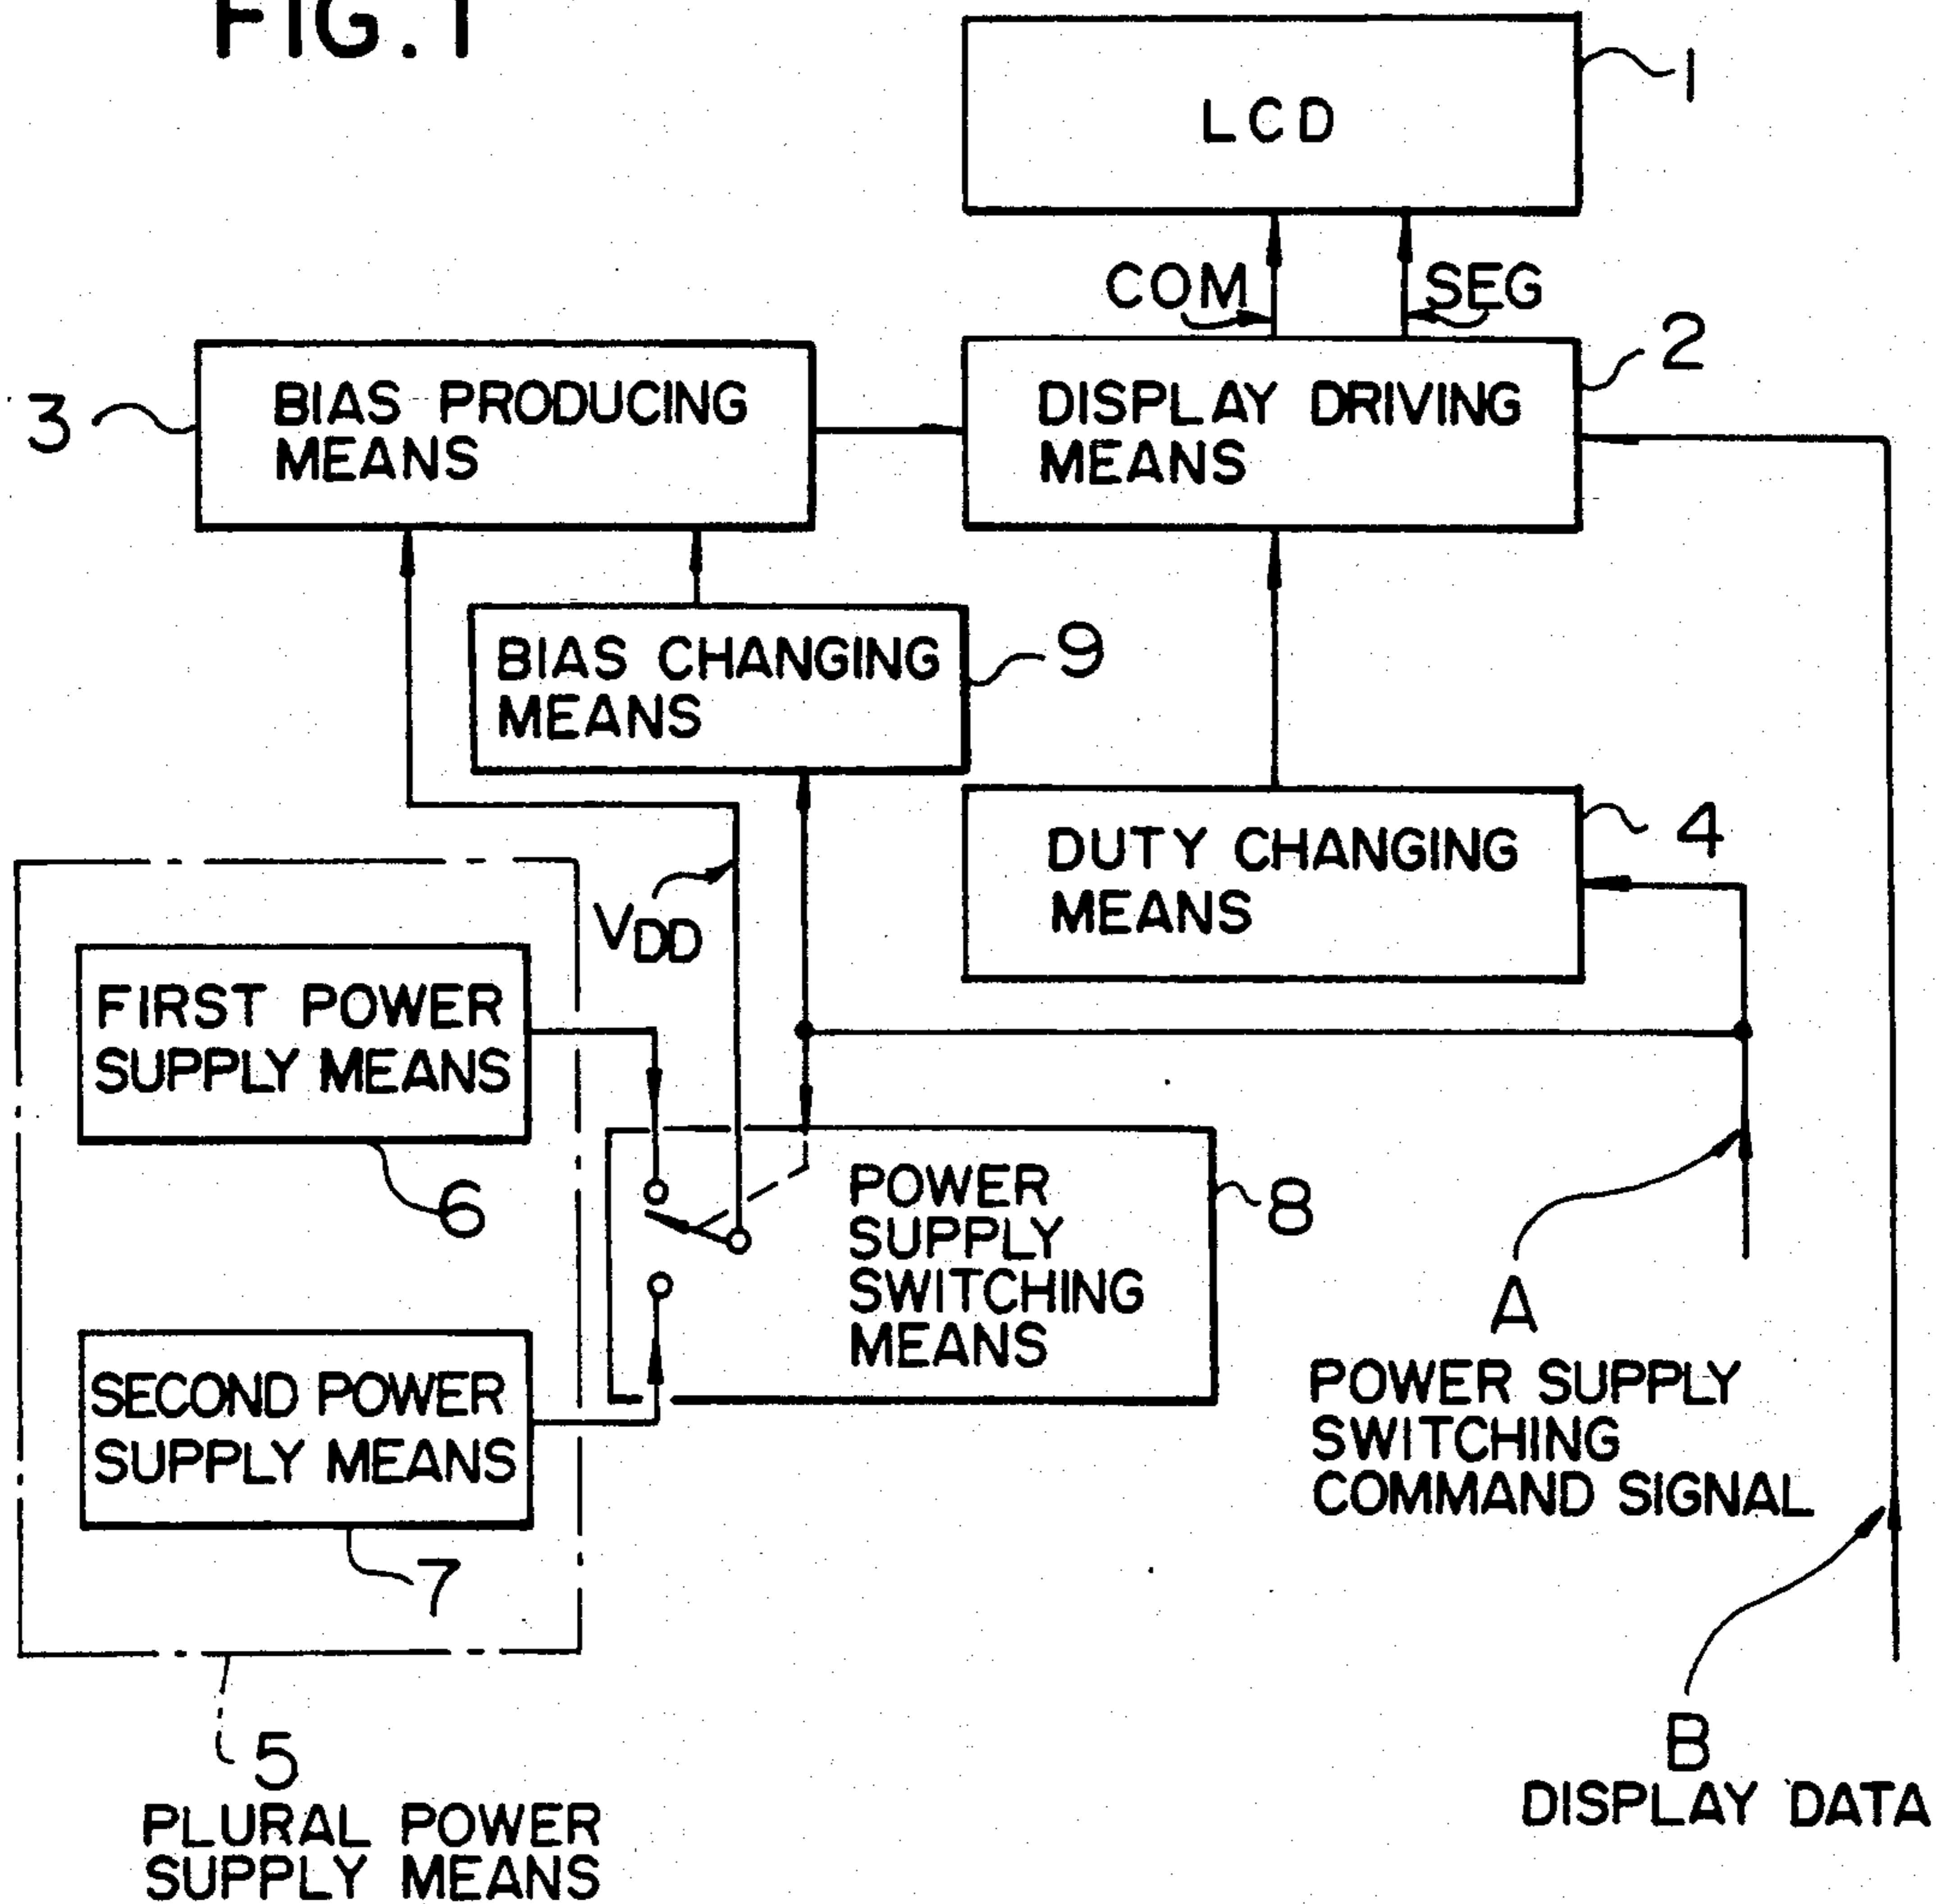 FIG. 1
LCD
1
COM
SEG
2
3
BIAS PRODUCING
MEANS
DISPLAY DRIVING
MEANS
BIAS CHANGING
MEANS
9
DUTY CHANGING
MEANS
4
VDD
FIRST POWER
SUPPLY MEANS
6
POWER
SUPPLY
SWITCHING
MEANS
8
SECOND POWER
SUPPLY MEANS
7
A
POWER SUPPLY
SWITCHING
COMMAND SIGNAL
5
PLURAL POWER
SUPPLY MEANS
B
DISPLAY DATA